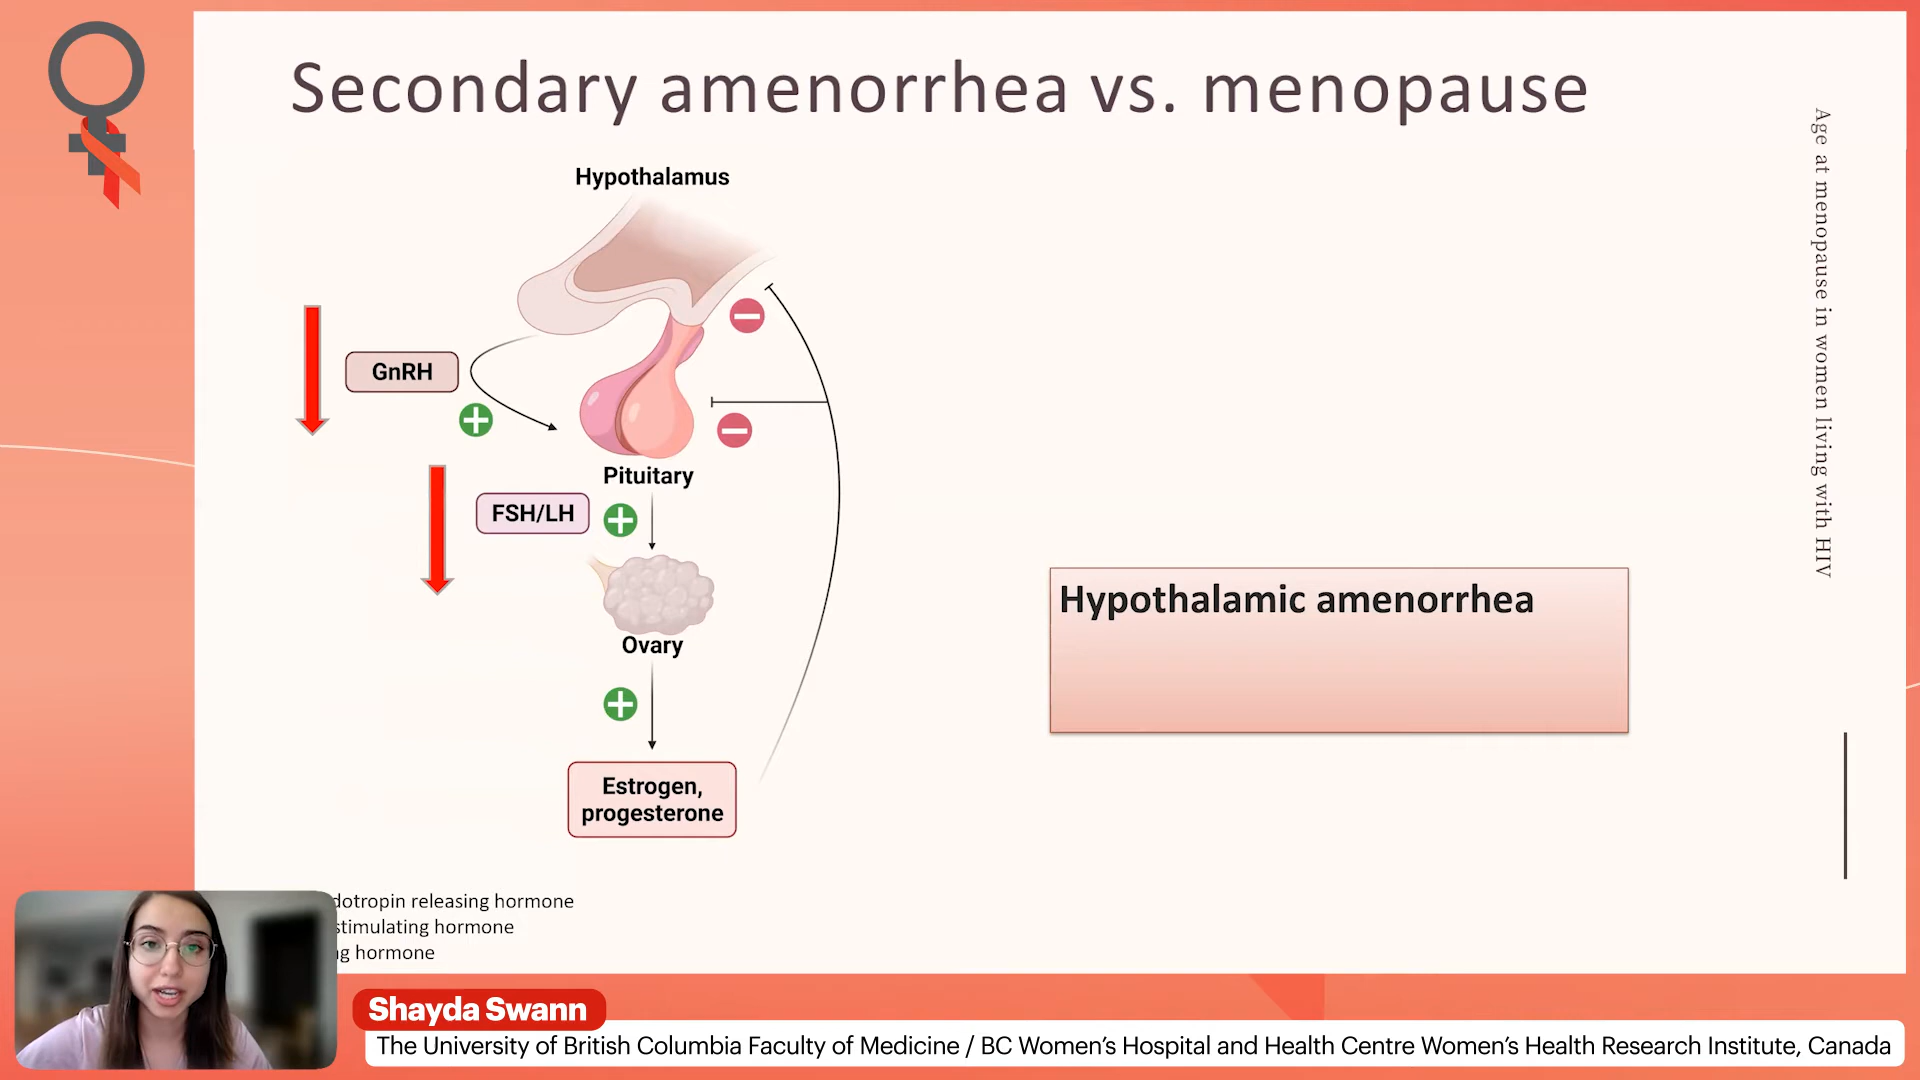 Secondary amenorrhea vs. menopause
Hypothalamus
GnRH
Pituitary
FSH/LH
Ovary
Estrogen,
progesterone
Hypothalamic amenorrhea
Age at menopause in women living with HIV
releasing hormone
stimulating hormone
hormone
Shayda Swann
The University of British Columbia Faculty of Medicine / BC Women's Hospital and Health Centre Women's Health Research Institute, Canada